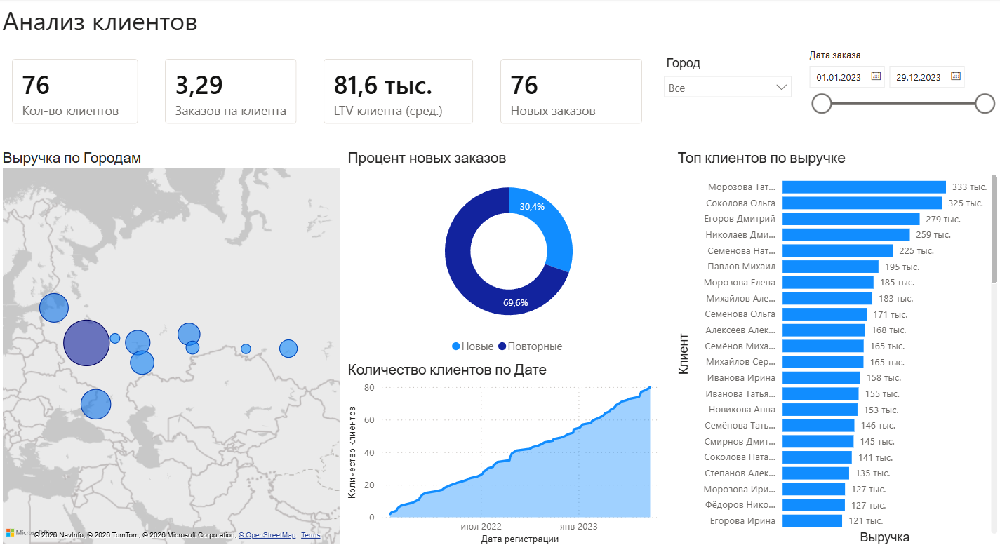 Анализ клиентов
76
Кол-во клиентов
3,29
Заказов на клиента
81,6 тыс.
LTV клиента (сред.)
76
Новых заказов
Город
Все
Дата заказа
01.01.2023
29.12.2023
Выручка по Городам
© 2026 NavInfo, © 2026 TomTom, © 2026 Microsoft Corporation, © OpenStreetMap Terms
Процент новых заказов
30,4%
69,6%
Новые
Повторные
Количество клиентов по Дате
Количество клиентов
80
60
40
20
0
июл 2022
янв 2023
Дата регистрации
Топ клиентов по выручке
Клиент
Морозова Тат... 333 тыс.
Соколова Ольга 325 тыс.
Егоров Дмитрий 279 тыс.
Николаев Дми... 259 тыс.
Семёнова Нат... 225 тыс.
Павлов Михаил 195 тыс.
Морозова Елена 185 тыс.
Михайлов Але... 183 тыс.
Семёнова Ольга 171 тыс.
Алексеев Алек... 168 тыс.
Семёнов Миха... 165 тыс.
Михайлов Сер... 165 тыс.
Иванова Ирина 158 тыс.
Иванова Татья... 155 тыс.
Новикова Анна 153 тыс.
Семёнова Тать... 146 тыс.
Смирнов Дмит... 145 тыс.
Соколова Ната... 141 тыс.
Степанов Алек... 135 тыс.
Морозова Ири... 127 тыс.
Фёдоров Нико... 127 тыс.
Егорова Ирина 121 тыс.
Выручка